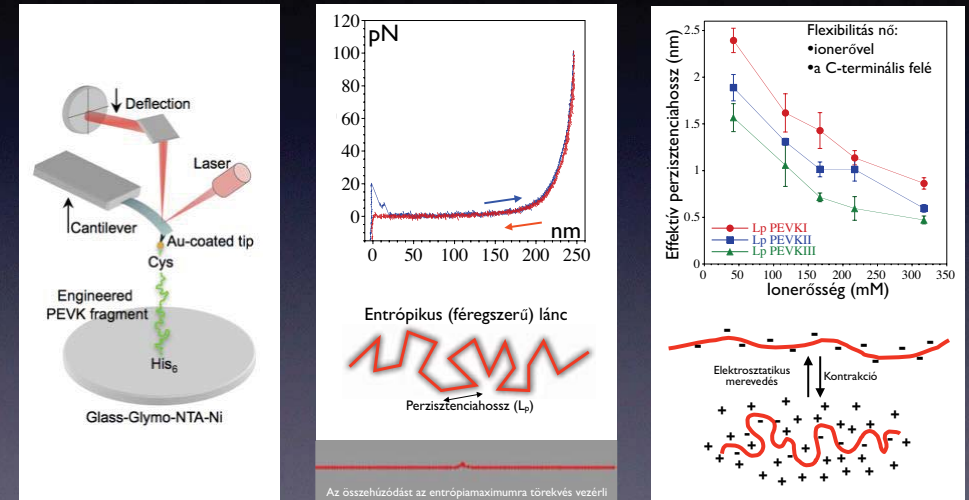 Deflection
Laser
Cantilever
Au-coated tip
Cys
Engineered
PEVK fragment
His6
Glass-Glymo-NTA-Ni
pN
120
100
80
60
40
20
0
nm
0 50 100 150 200 250
Entrópikus (féregszerű) lánc
Perzisztenciahossz (Lp)
Az összehúzódást az entrópiamaximumra törekvés vezérli
Effektív perzisztenciahossz (nm)
2.5
2
1.5
1
0.5
0
Flexibilitás nő:
•ionerővel
•a C-terminális felé
Lp PEVKI
Lp PEVKII
Lp PEVKIII
0 50 100 150 200 250 300 350
Ionerősség (mM)
Elektrosztatikus
merevedés
Kontrakció